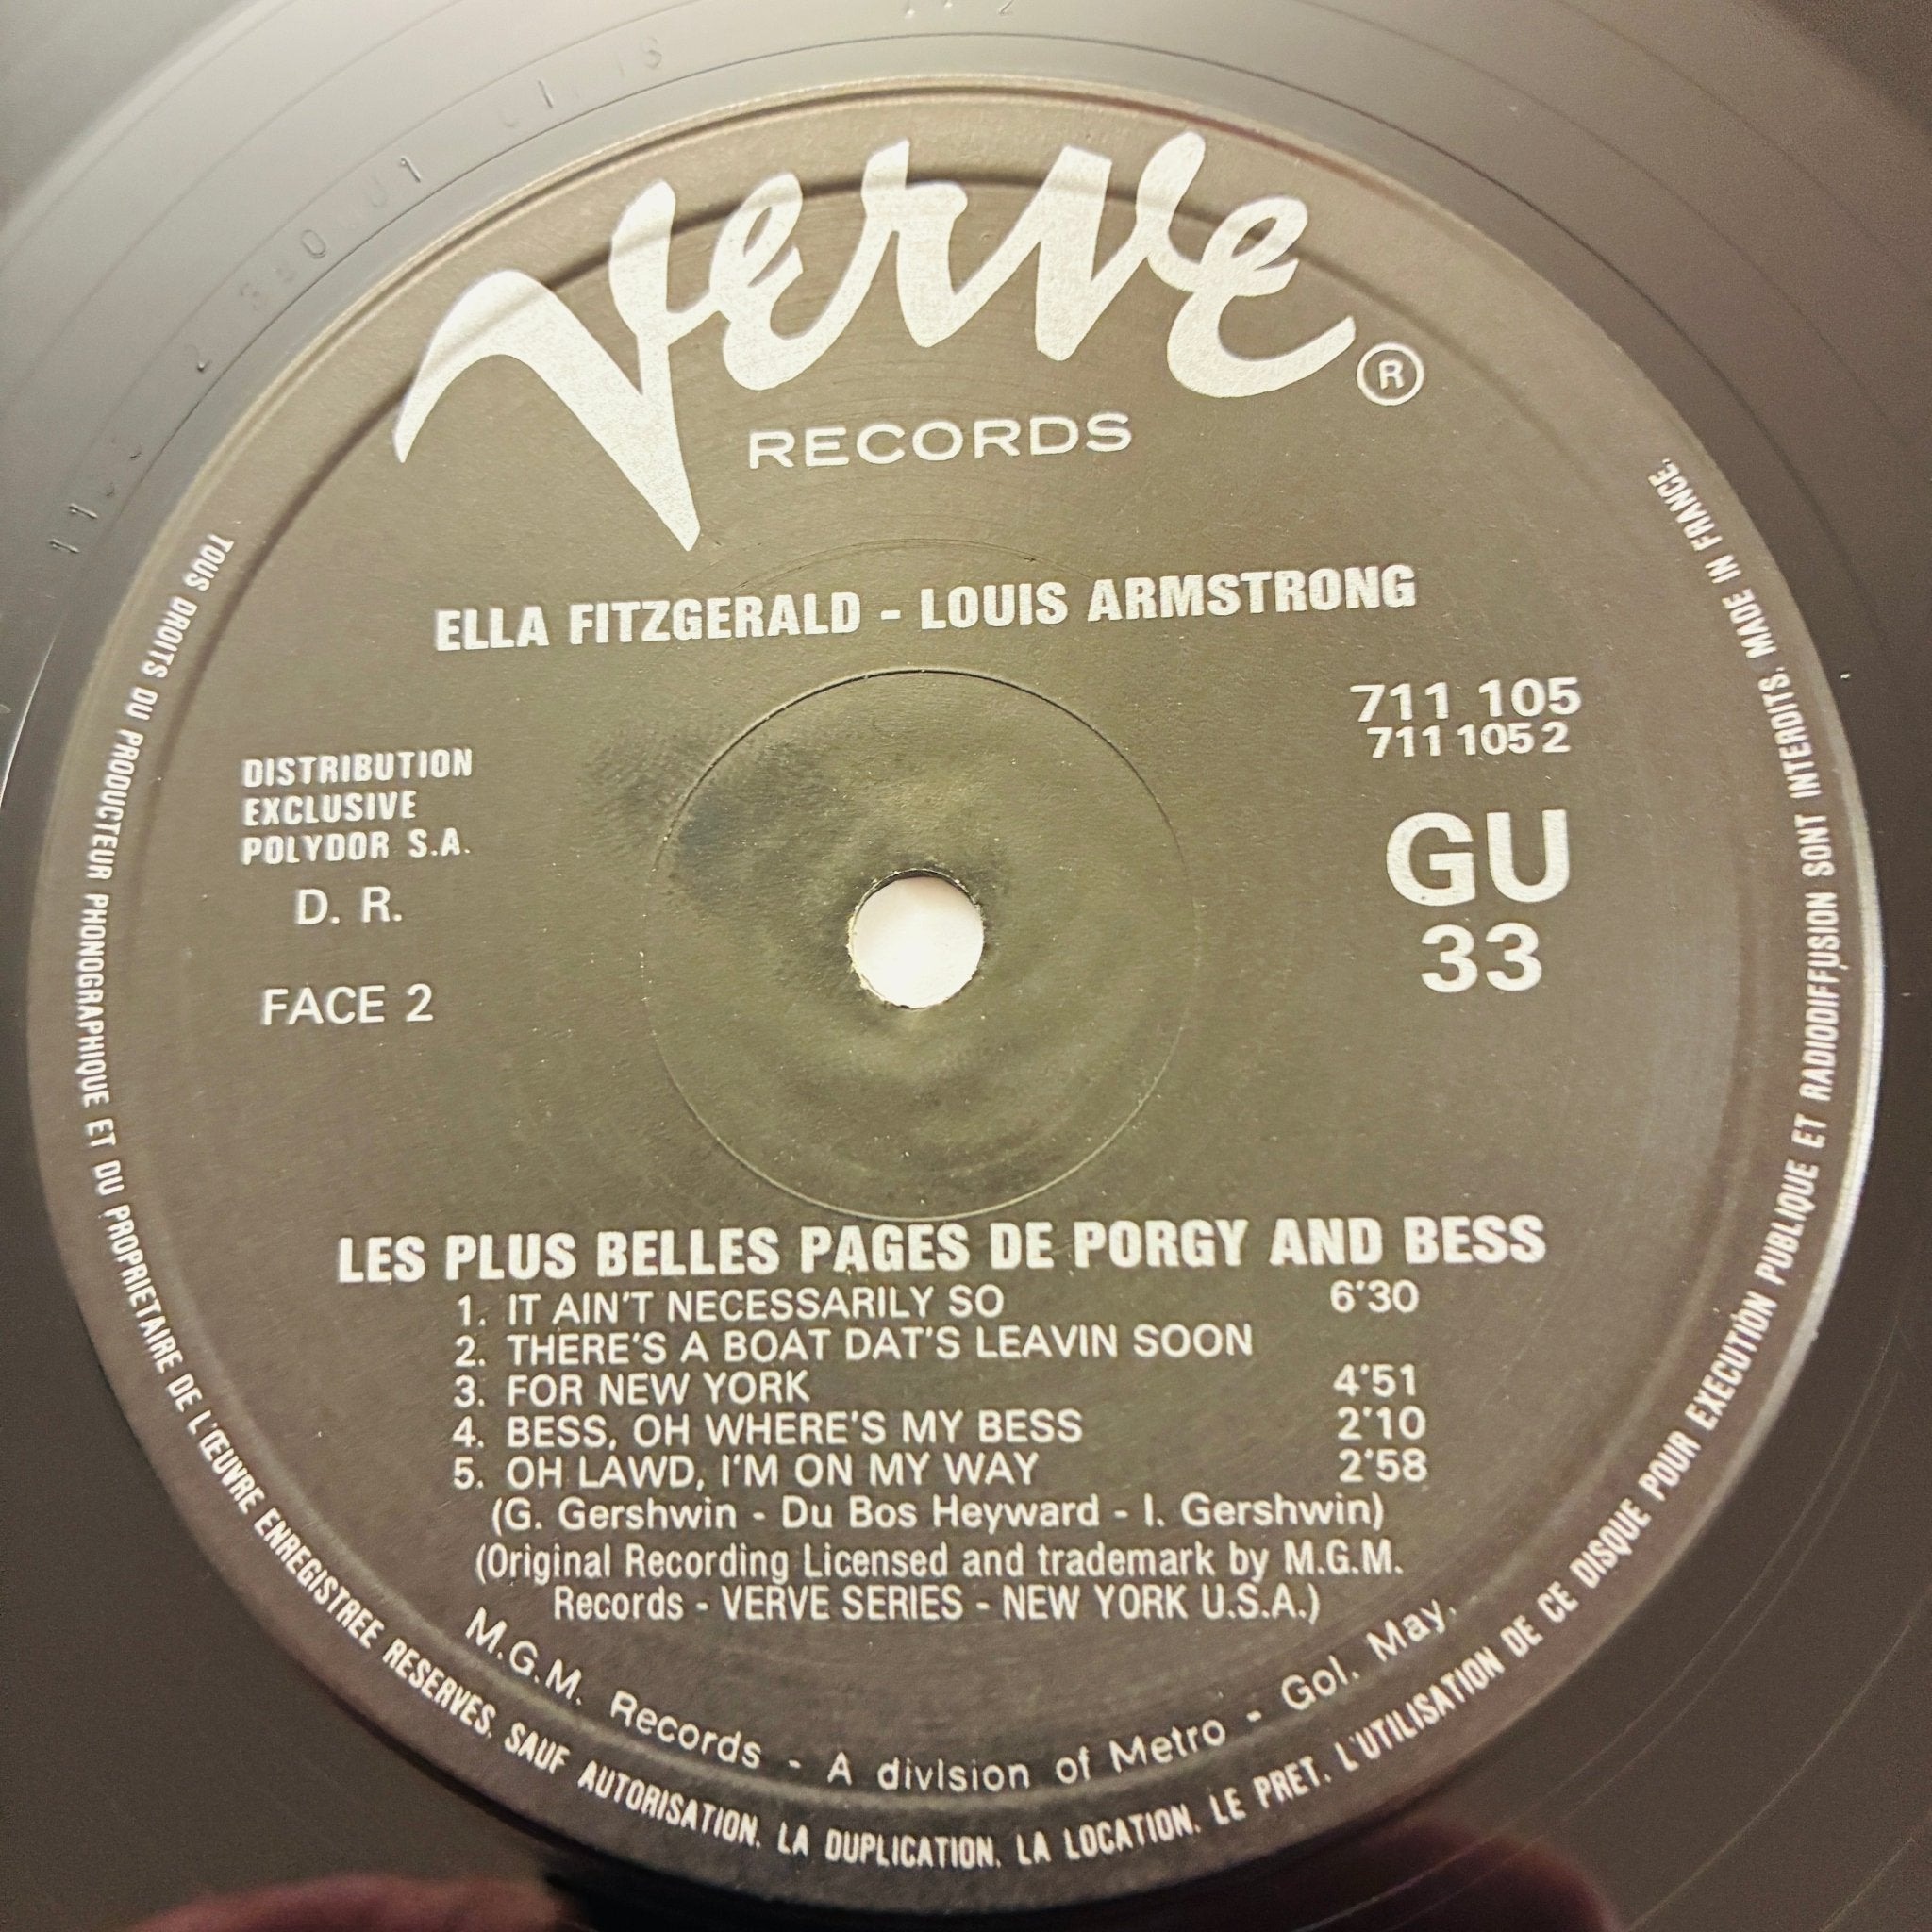 Verve ®
RECORDS
ELLA FITZGERALD - LOUIS ARMSTRONG
711 105
711 105 2
DISTRIBUTION
EXCLUSIVE
POLYDOR S.A.
D. R.
GU
33
FACE 2
LES PLUS BELLES PAGES DE PORGY AND BESS
1. IT AIN'T NECESSARILY SO 6'30
2. THERE'S A BOAT DAT'S LEAVIN SOON
3. FOR NEW YORK 4'51
4. BESS, OH WHERE'S MY BESS 2'10
5. OH LAWD, I'M ON MY WAY 2'58
(G. Gershwin - Du Bos Heyward - I. Gershwin)
(Original Recording Licensed and trademark by M.G.M.
Records - VERVE SERIES - NEW YORK U.S.A.)
M.G.M. Records - A division of Metro - Gol. May.
TOUS DROITS DU PRODUCTEUR PHONOGRAPHIQUE ET DU PROPRIETAIRE DE L'ŒUVRE ENREGISTREE RESERVES. SAUF AUTORISATION. LA DUPLICATION. LA LOCATION. LE PRET. L'UTILISATION DE CE DISQUE POUR EXECUTION PUBLIQUE ET RADIODIFFUSION SONT INTERDITS. MADE IN FRANCE.